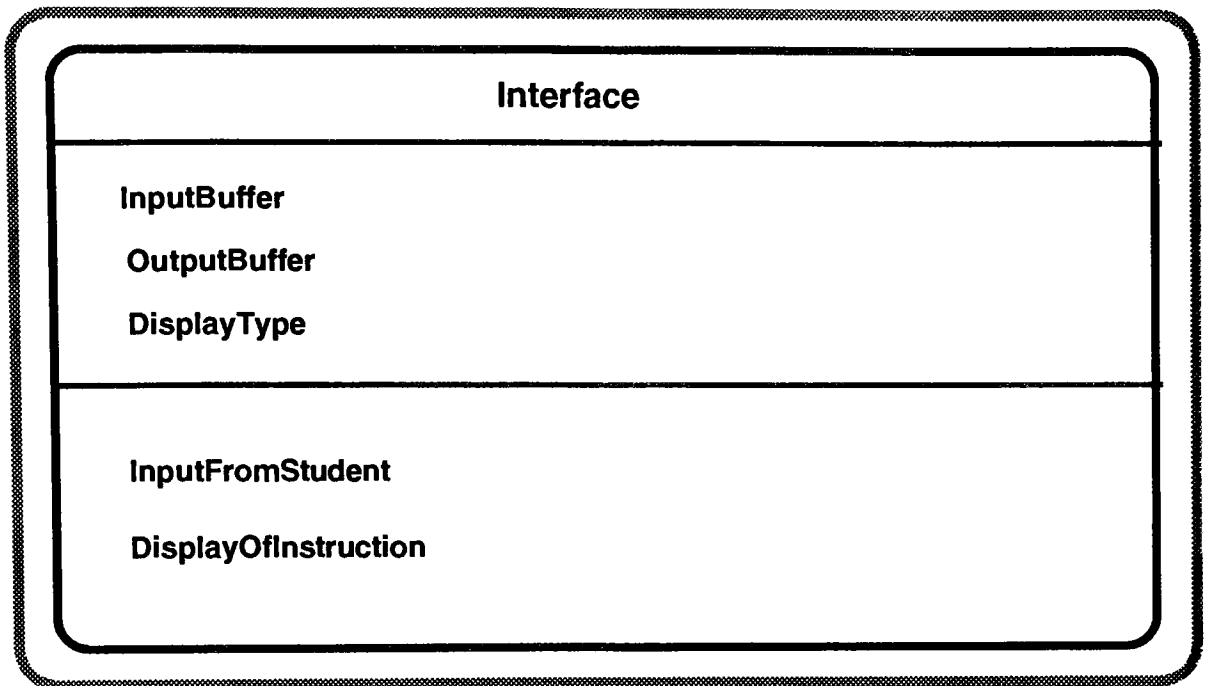 Interface
InputBuffer
OutputBuffer
DisplayType
InputFromStudent
DisplayOfInstruction